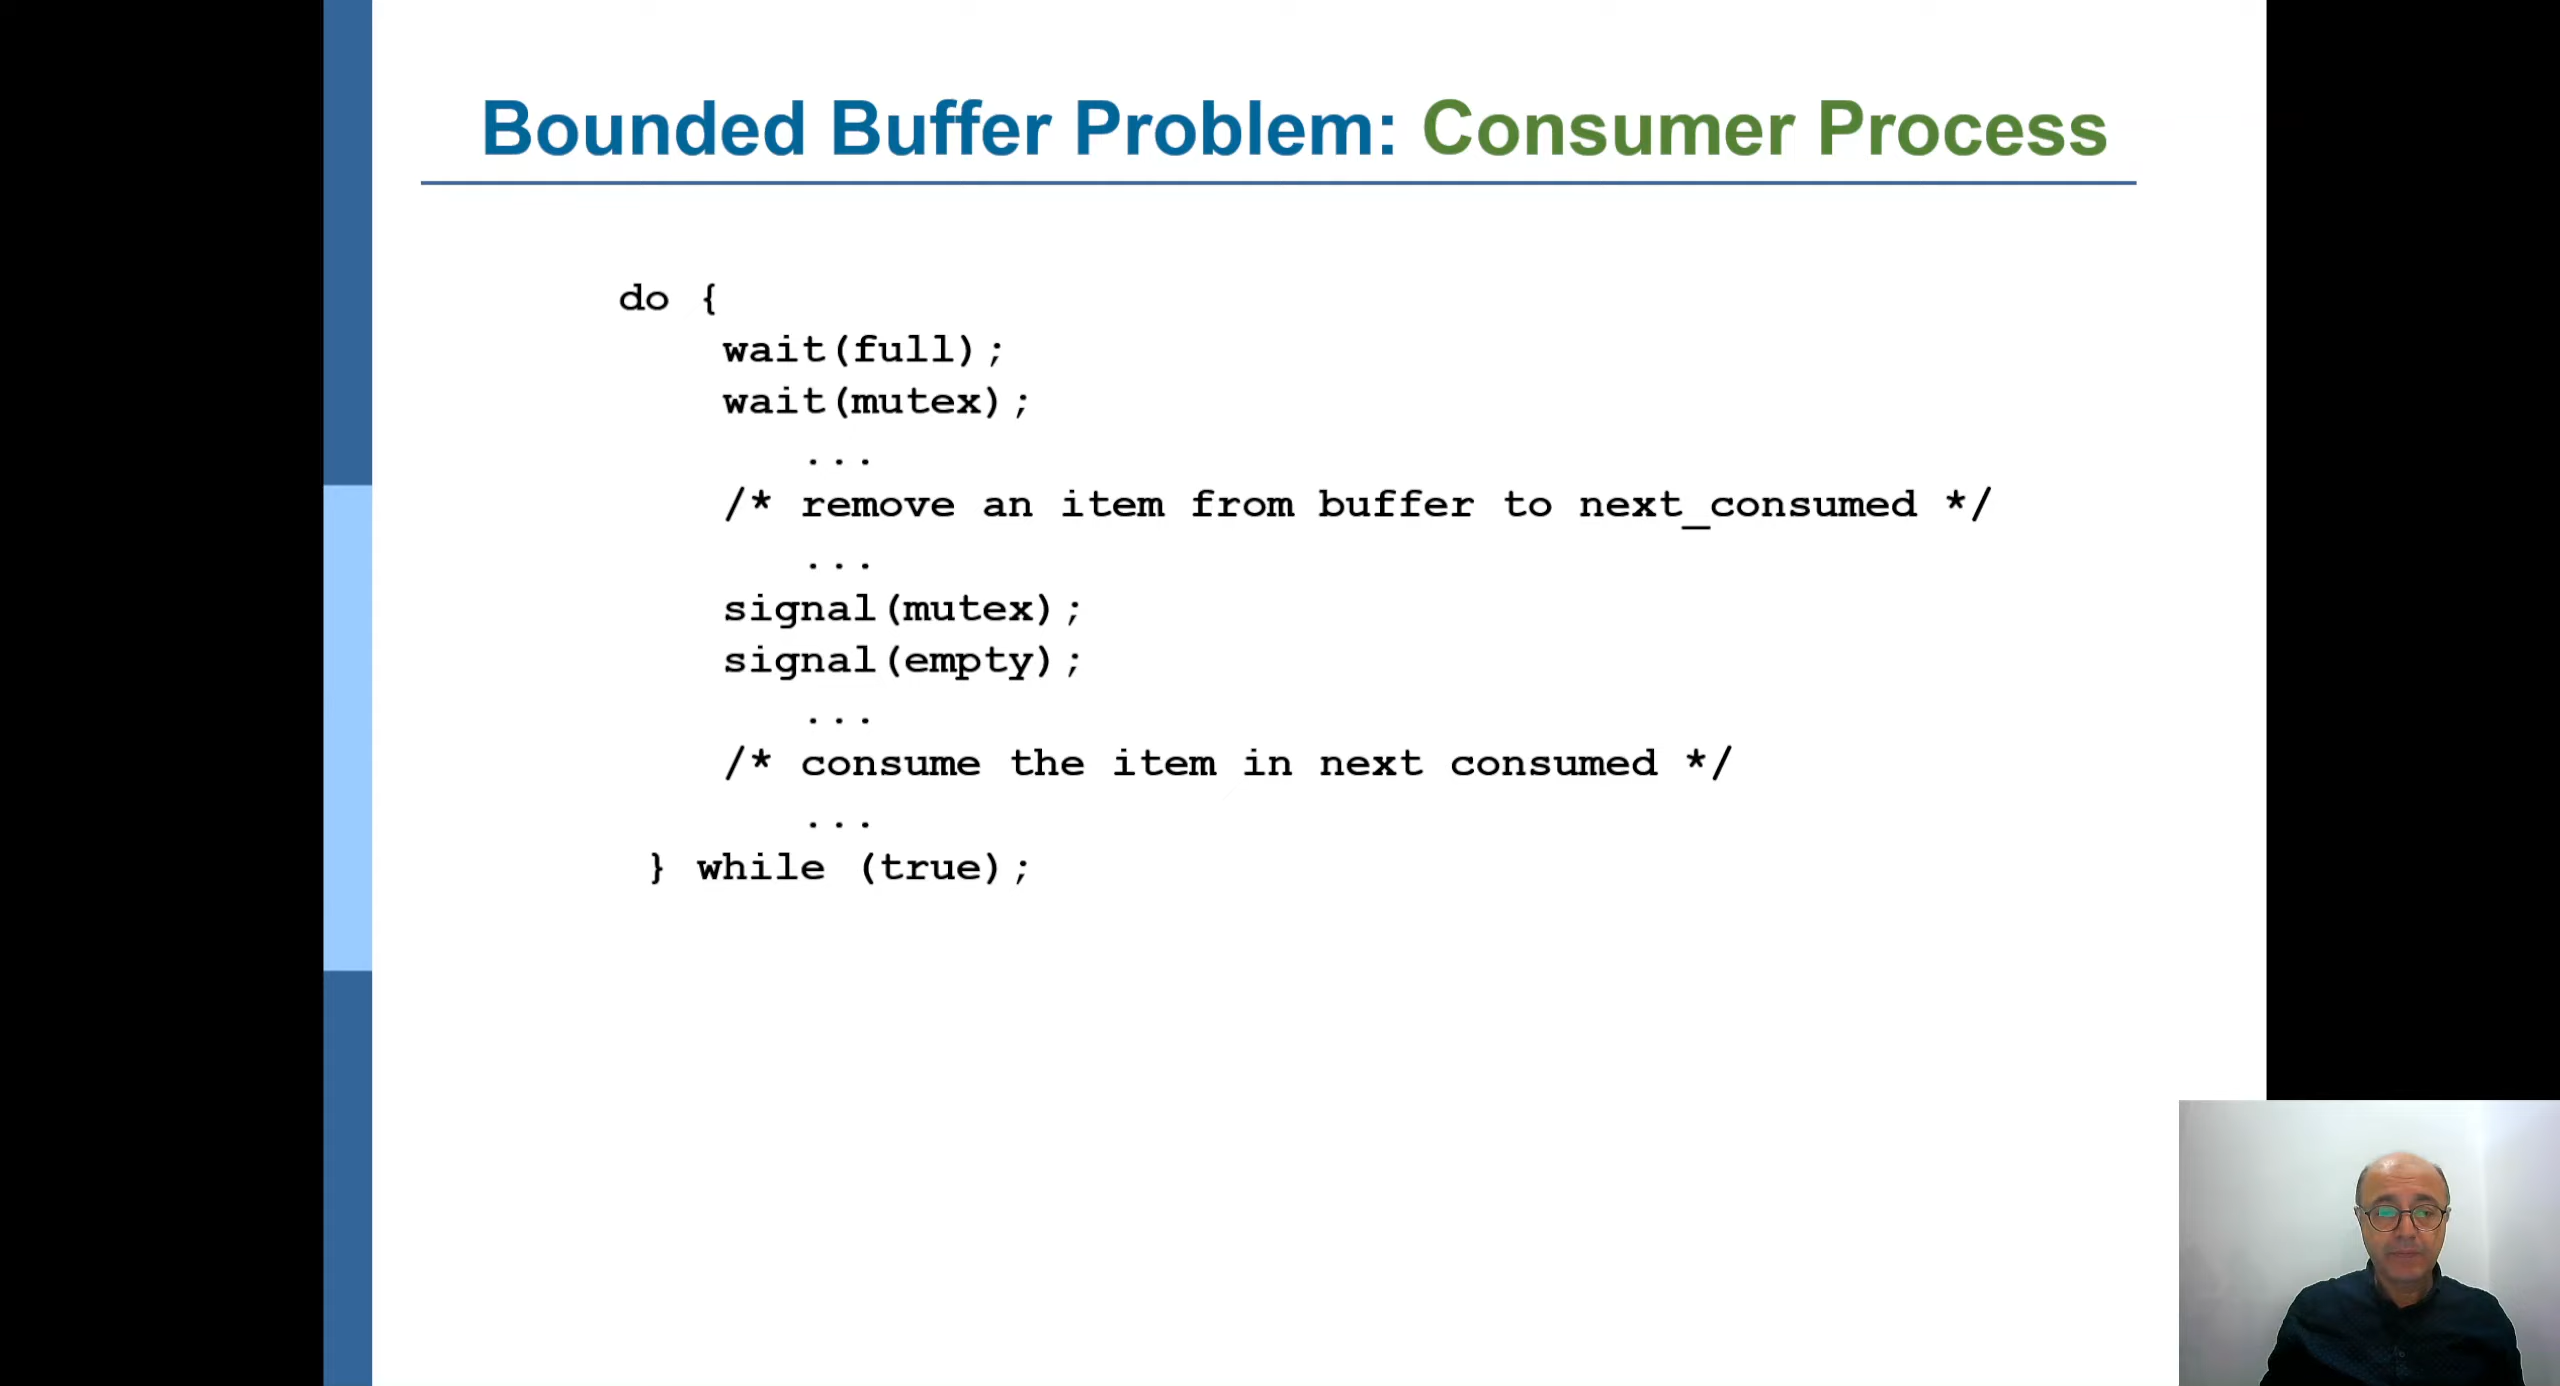 Bounded Buffer Problem: Consumer Process
do {
wait(full);
wait(mutex);
...
/* remove an item from buffer to next_consumed */
...
signal(mutex);
signal(empty);
...
/* consume the item in next consumed */
...
} while (true);